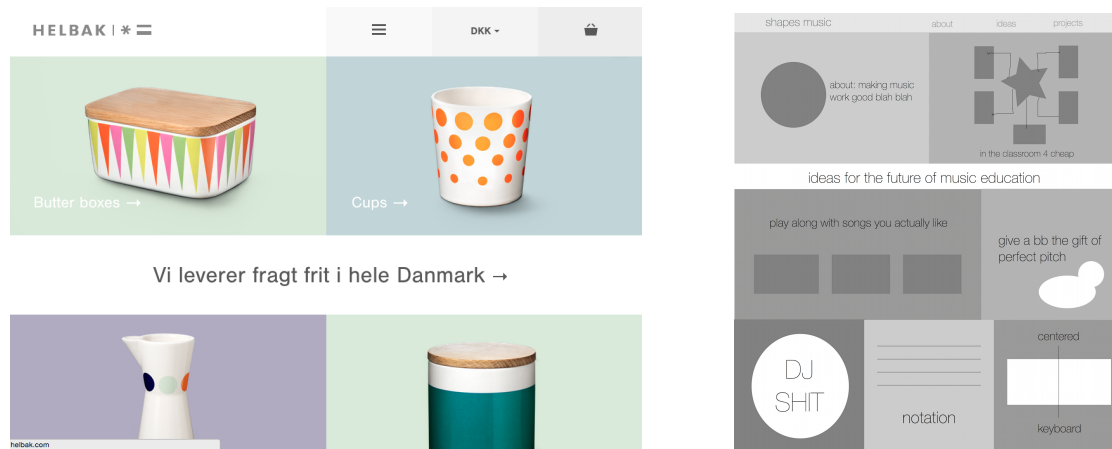 HELBAK
DKK
Butter boxes →
Cups →
Vi leverer fragt frit i hele Danmark →
helbak.com
shapes music
about
ideas
projects
about: making music
work good blah blah
in the classroom 4 cheap
ideas for the future of music education
play along with songs you actually like
give a bb the gift of
perfect pitch
DJ
SHIT
notation
centered
keyboard